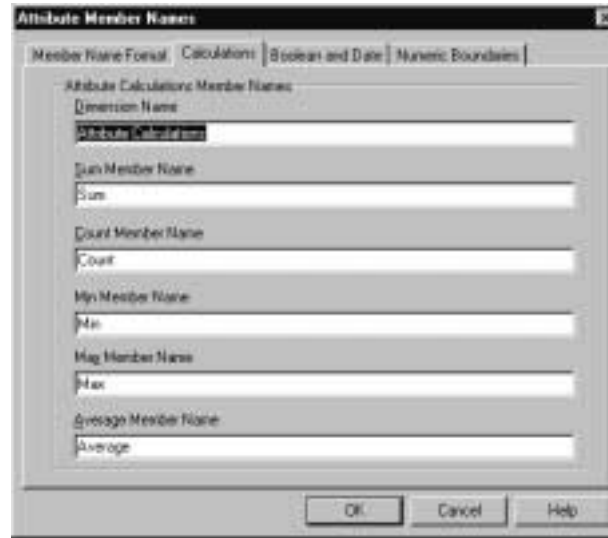 Attribute Member Names
Member Name Format Calculations Boolean and Date Numeric Boundaries
Attribute Calculations Member Names
Dimension Name
Attribute Calculations
Sum Member Name
Sum
Count Member Name
Count
Min Member Name
Min
Max Member Name
Max
Average Member Name
Average
OK Cancel Help